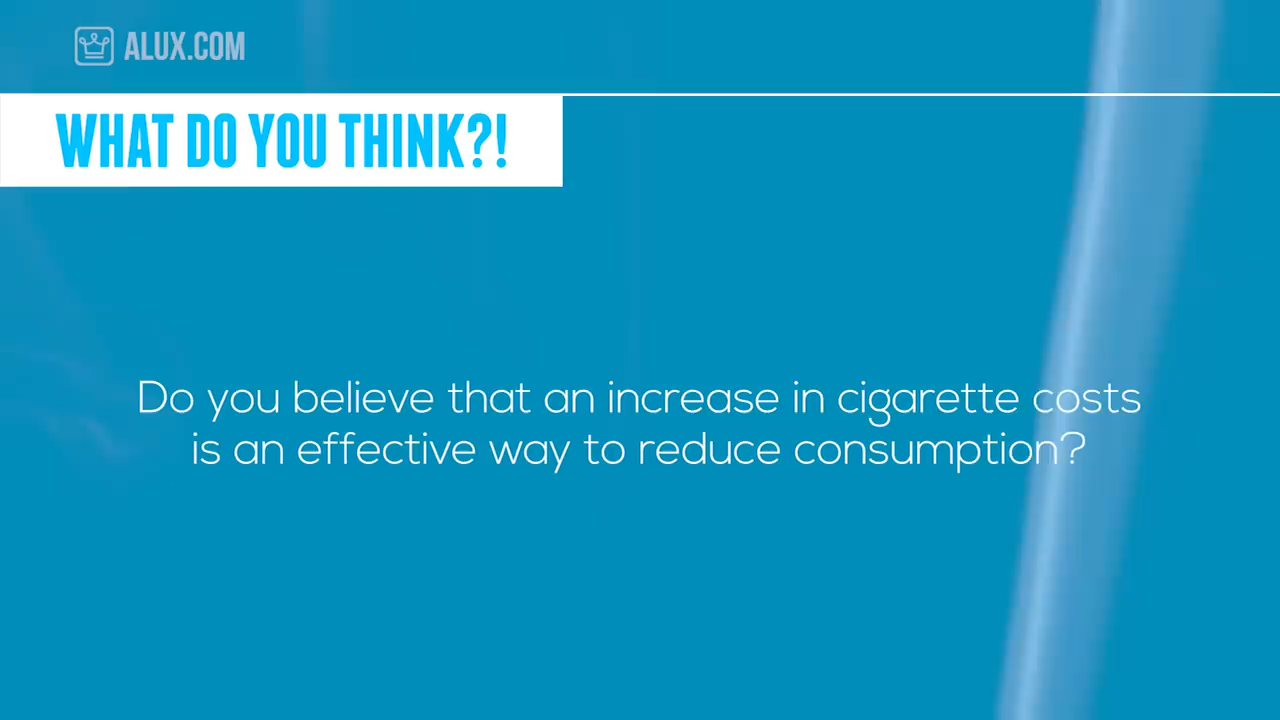 ALUX.COM
WHAT DO YOU THINK?!
Do you believe that an increase in cigarette costs
is an effective way to reduce consumption?